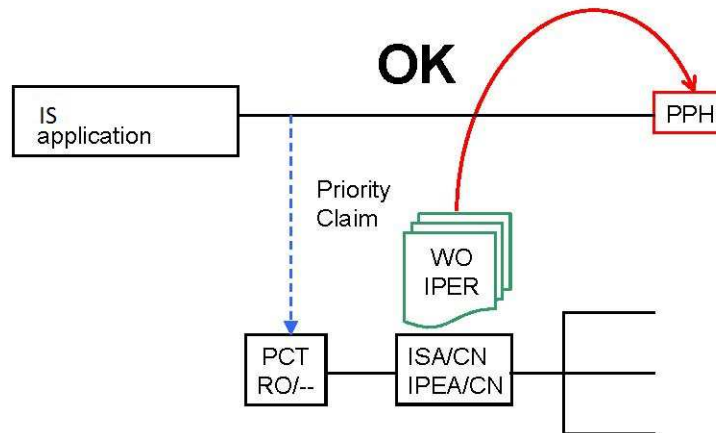 OK
IS
application
PPH
Priority
Claim
WO
IPER
PCT
RO/--
ISA/CN
IPEA/CN